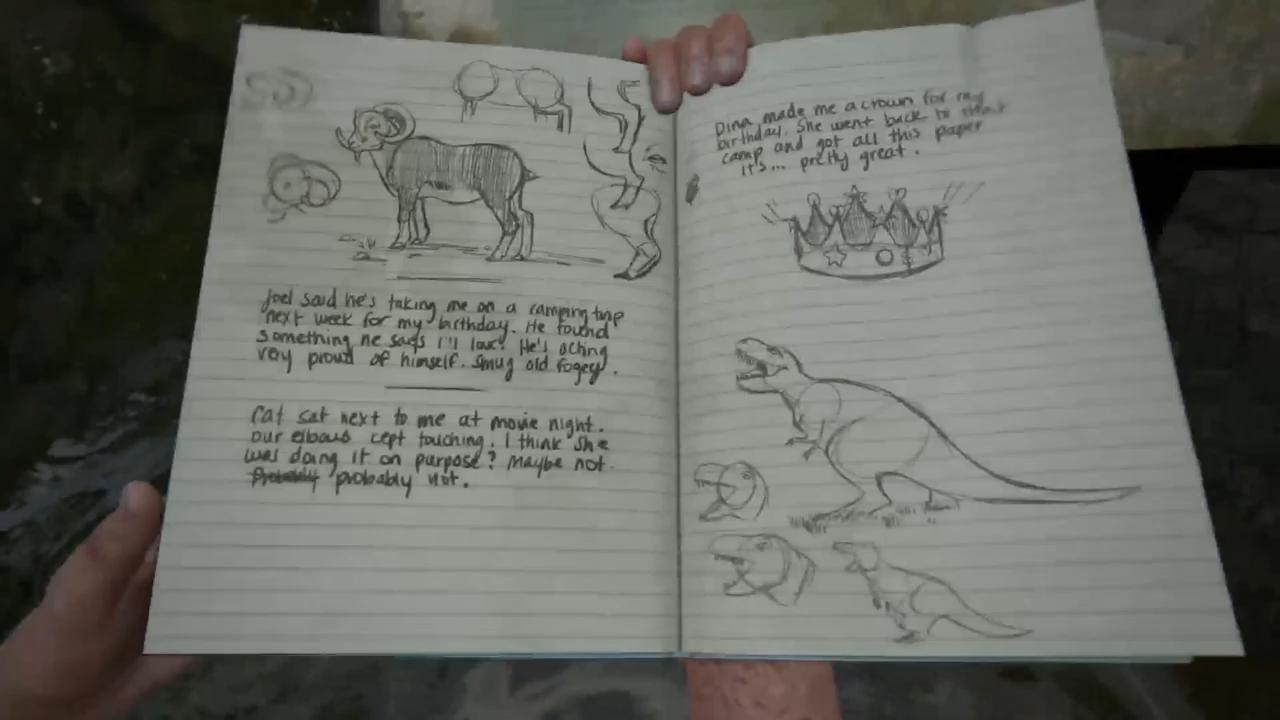 Joel said he's taking me on a camping trip
next week for my birthday. He found
something he says I'll love. He's acting
very proud of himself. Smug old fogey.
Cat sat next to me at movie night.
our elbows kept touching. I think she
was doing it on purpose? Maybe not.
Probably probably not.
Dina made me a crown for my
birthday. She went back to that
camp and got all this paper
it's... pretty great.